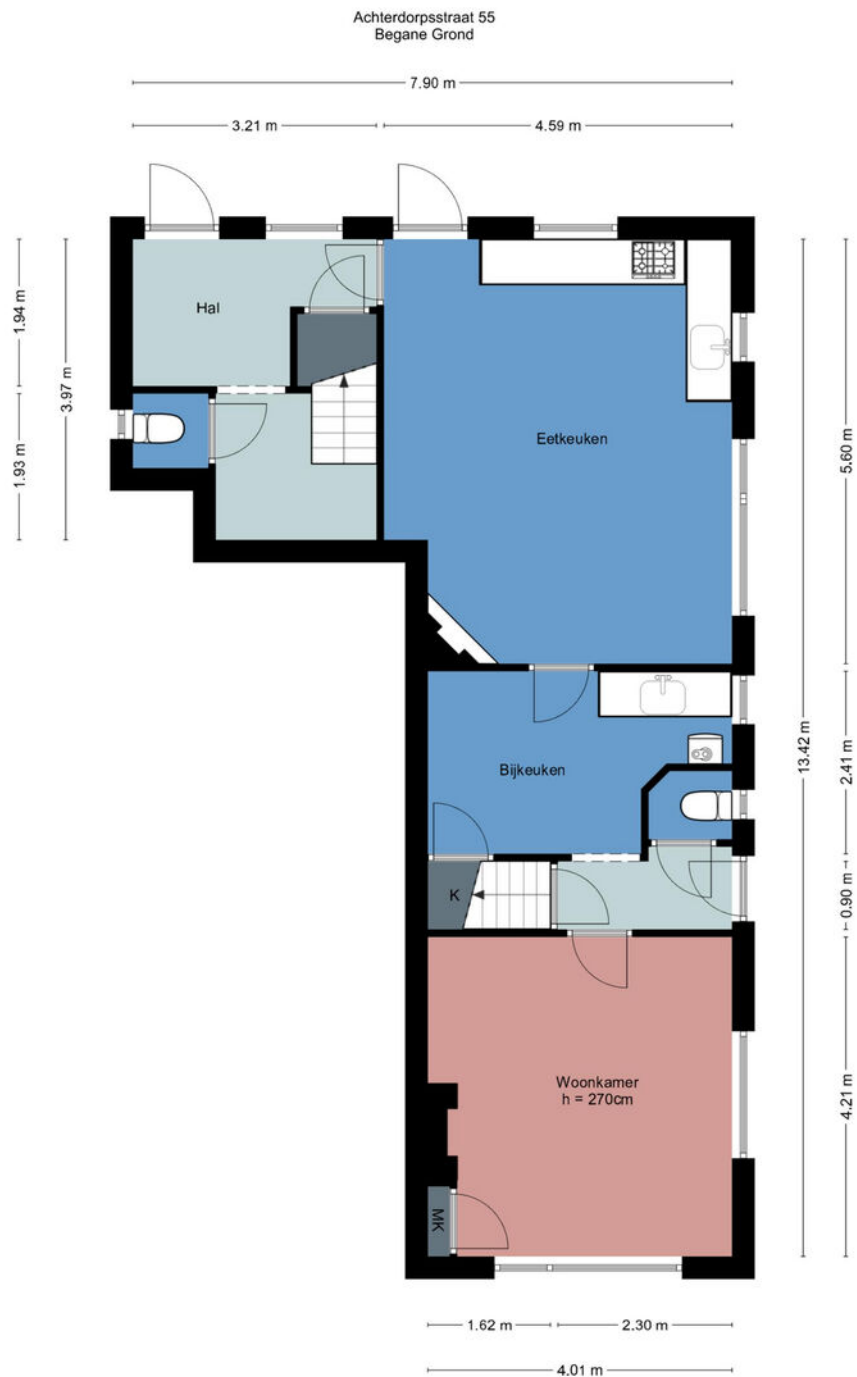 Achterdorpsstraat 55
Begane Grond
7.90 m
3.21 m
4.59 m
1.94 m
3.97 m
1.93 m
Hal
Eetkeuken
5.60 m
13.42 m
2.41 m
Bijkeuken
0.90 m
K
Woonkamer
h = 270cm
4.21 m
MK
1.62 m
2.30 m
4.01 m